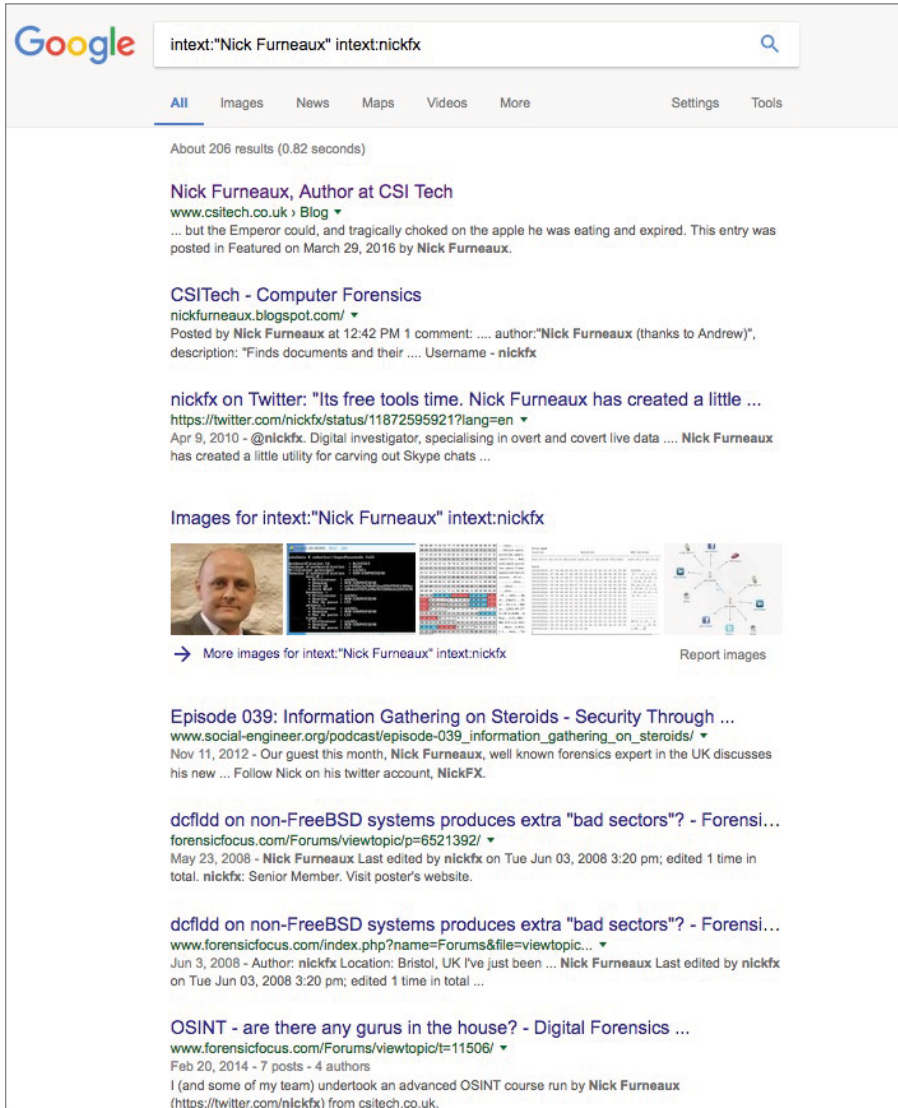 Google
intext:"Nick Furneaux" intext:nickfx
All Images News Maps Videos More Settings Tools
About 206 results (0.82 seconds)
Nick Furneaux, Author at CSI Tech
www.csitech.co.uk › Blog
... but the Emperor could, and tragically choked on the apple he was eating and expired. This entry was
posted in Featured on March 29, 2016 by Nick Furneaux.
CSITech - Computer Forensics
nickfurneaux.blogspot.com/
Posted by Nick Furneaux at 12:42 PM 1 comment: .... author:"Nick Furneaux (thanks to Andrew)",
description: "Finds documents and their .... Username - nickfx
nickfx on Twitter: "Its free tools time. Nick Furneaux has created a little ...
https://twitter.com/nickfx/status/11872595921?lang=en
Apr 9, 2010 - @nickfx. Digital investigator, specialising in overt and covert live data .... Nick Furneaux
has created a little utility for carving out Skype chats ...
Images for intext:"Nick Furneaux" intext:nickfx
More images for intext:"Nick Furneaux" intext:nickfx Report images
Episode 039: Information Gathering on Steroids - Security Through ...
www.social-engineer.org/podcast/episode-039_information_gathering_on_steroids/
Nov 11, 2012 - Our guest this month, Nick Furneaux, well known forensics expert in the UK discusses
his new ... Follow Nick on his twitter account, NickFX.
dcfldd on non-FreeBSD systems produces extra "bad sectors"? - Forensi...
forensicfocus.com/Forums/viewtopic/p=6521392/
May 23, 2008 - Nick Furneaux Last edited by nickfx on Tue Jun 03, 2008 3:20 pm; edited 1 time in
total. nickfx: Senior Member. Visit poster's website.
dcfldd on non-FreeBSD systems produces extra "bad sectors"? - Forensi...
www.forensicfocus.com/index.php?name=Forums&file=viewtopic...
Jun 3, 2008 - Author: nickfx Location: Bristol, UK I've just been ... Nick Furneaux Last edited by nickfx
on Tue Jun 03, 2008 3:20 pm; edited 1 time in total ...
OSINT - are there any gurus in the house? - Digital Forensics ...
www.forensicfocus.com/Forums/viewtopic/t=11506/
Feb 20, 2014 - 7 posts - 4 authors
I (and some of my team) undertook an advanced OSINT course run by Nick Furneaux
(https://twitter.com/nickfx) from csitech.co.uk.